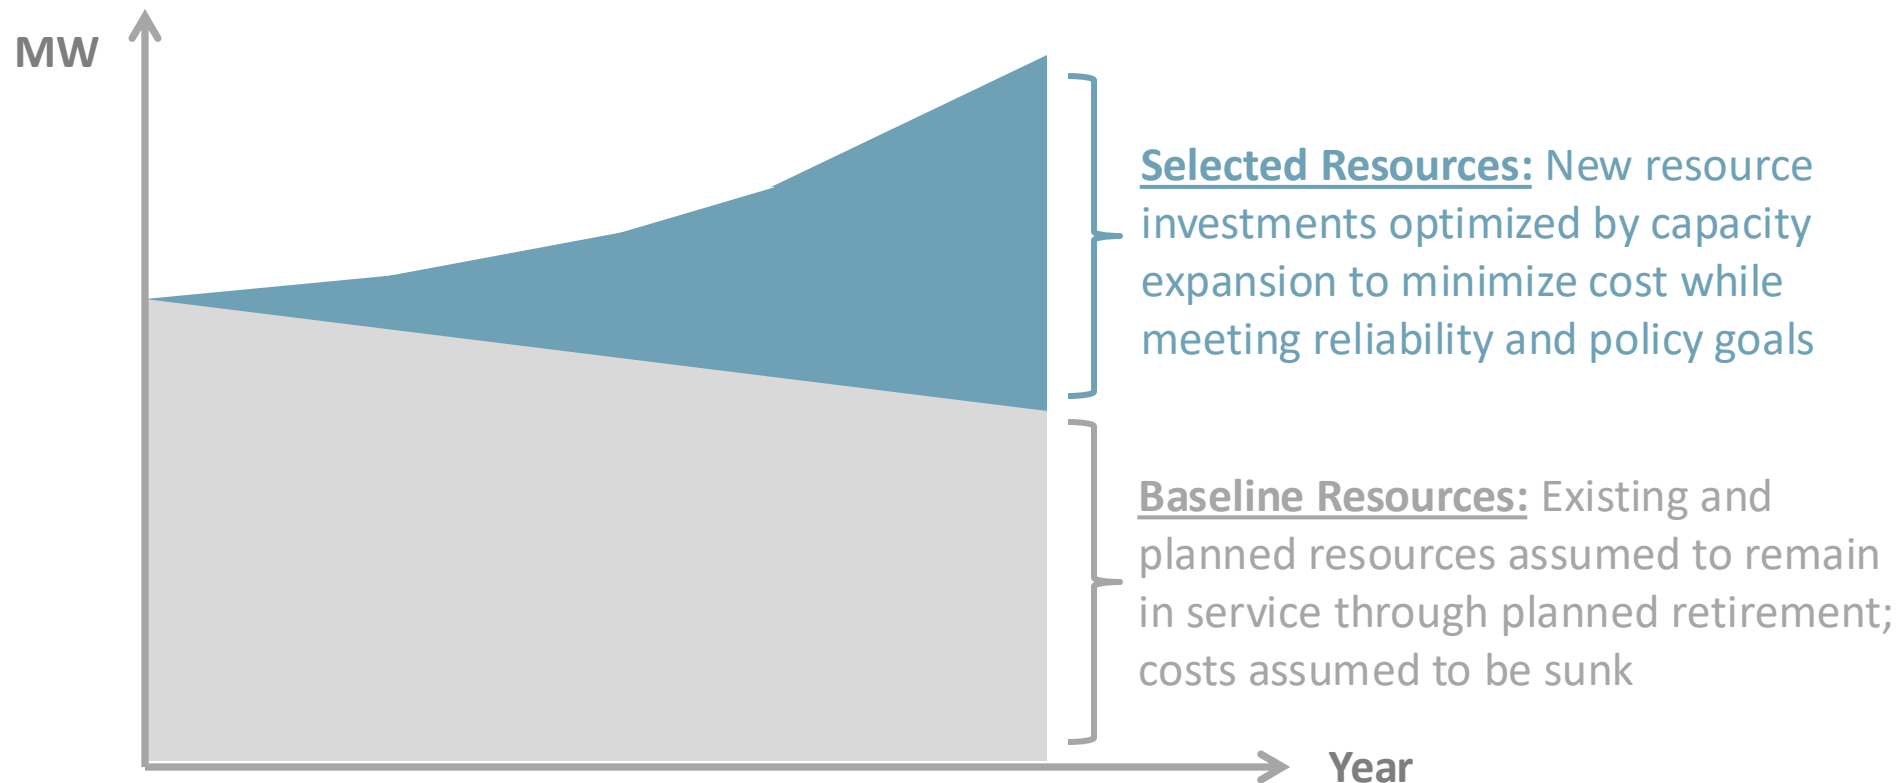 MW
Selected Resources: New resource
investments optimized by capacity
expansion to minimize cost while
meeting reliability and policy goals
Baseline Resources: Existing and
planned resources assumed to remain
in service through planned retirement;
costs assumed to be sunk
Year